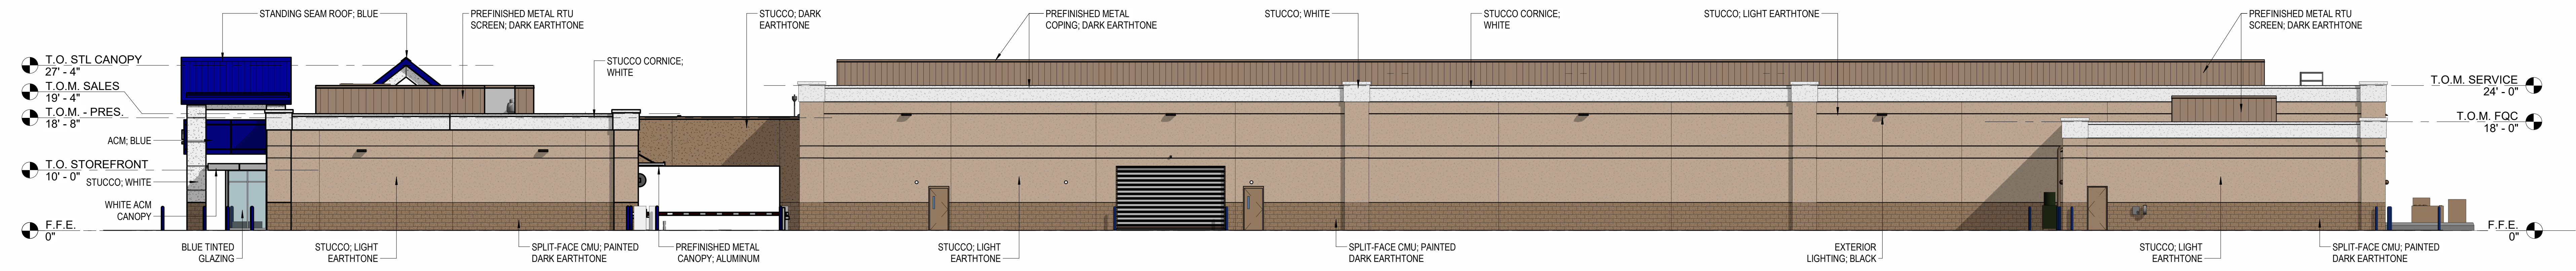 STANDING SEAM ROOF; BLUE
PREFINISHED METAL RTU
SCREEN; DARK EARTHTONE
STUCCO; DARK
EARTHTONE
PREFINISHED METAL
COPING; DARK EARTHTONE
STUCCO; WHITE
STUCCO CORNICE;
WHITE
STUCCO; LIGHT EARTHTONE
PREFINISHED METAL RTU
SCREEN; DARK EARTHTONE
T.O. STL CANOPY
27' - 4"
STUCCO CORNICE;
WHITE
T.O.M. SALES
19' - 4"
T.O.M. SERVICE
24' - 0"
T.O.M. - PRES.
18' - 8"
T.O.M. FQC
18' - 0"
ACM; BLUE
T.O. STOREFRONT
10' - 0"
STUCCO; WHITE
WHITE ACM
CANOPY
F.F.E.
0"
F.F.E.
0"
BLUE TINTED
GLAZING
STUCCO; LIGHT
EARTHTONE
SPLIT-FACE CMU; PAINTED
DARK EARTHTONE
PREFINISHED METAL
CANOPY; ALUMINUM
STUCCO; LIGHT
EARTHTONE
SPLIT-FACE CMU; PAINTED
DARK EARTHTONE
EXTERIOR
LIGHTING; BLACK
STUCCO; LIGHT
EARTHTONE
SPLIT-FACE CMU; PAINTED
DARK EARTHTONE